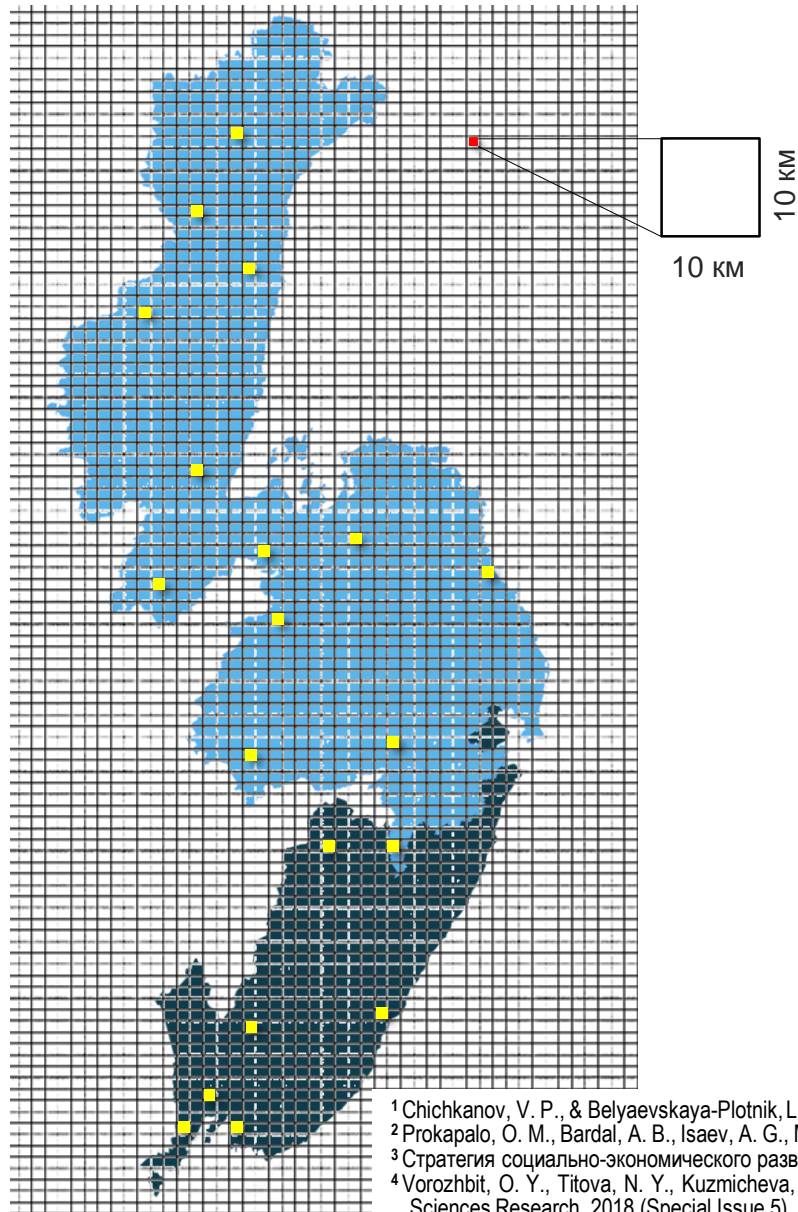 10 км
10 км
1 Chichkanov, V. P., & Belyaevskaya-Plotnik, L
2 Prokapalo, O. M., Bardal, A. B., Isaev, A. G.,
3 Стратегия социально-экономического
4 Vorozhbit, O. Y., Titova, N. Y., Kuzmicheva,
Sciences Research, 2018 (Special Issue 5)